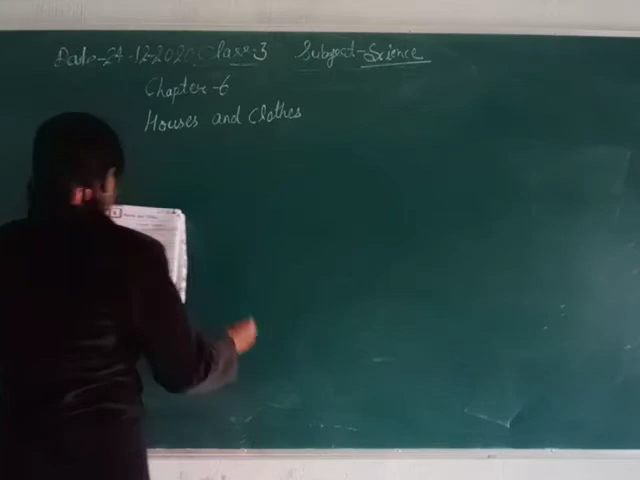 Date-24-12-2020 Class:3 Subject-Science
Chapter-6
Houses and Clothes